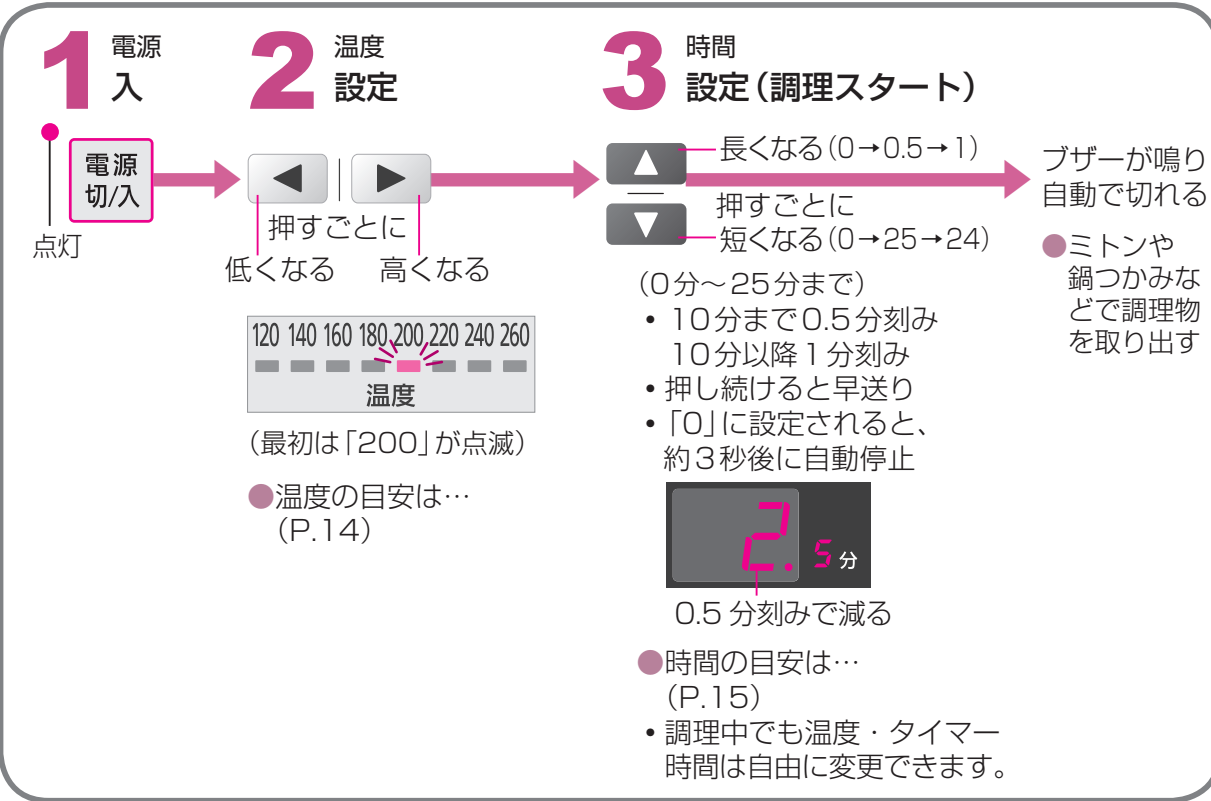 1 電源
入
電源
切/入
点灯
2 温度
設定
◀ ▶
押すごとに
低くなる 高くなる
120 140 160 180 200 220 240 260
温度
(最初は「200」が点滅)
●温度の目安は…
(P.14)
3 時間
設定(調理スタート)
▲
長くなる(0→0.5→1)
押すごとに
▼
短くなる(0→25→24)
(0分～25分まで)
• 10分まで0.5分刻み
10分以降1分刻み
• 押し続けると早送り
• 「0」に設定されると、
約3秒後に自動停止
2.5分
0.5 分刻みで減る
●時間の目安は…
(P.15)
• 調理中でも温度・タイマー
時間は自由に変更できます。
ブザーが鳴り
自動で切れる
●ミトンや
鍋つかみな
どで調理物
を取り出す